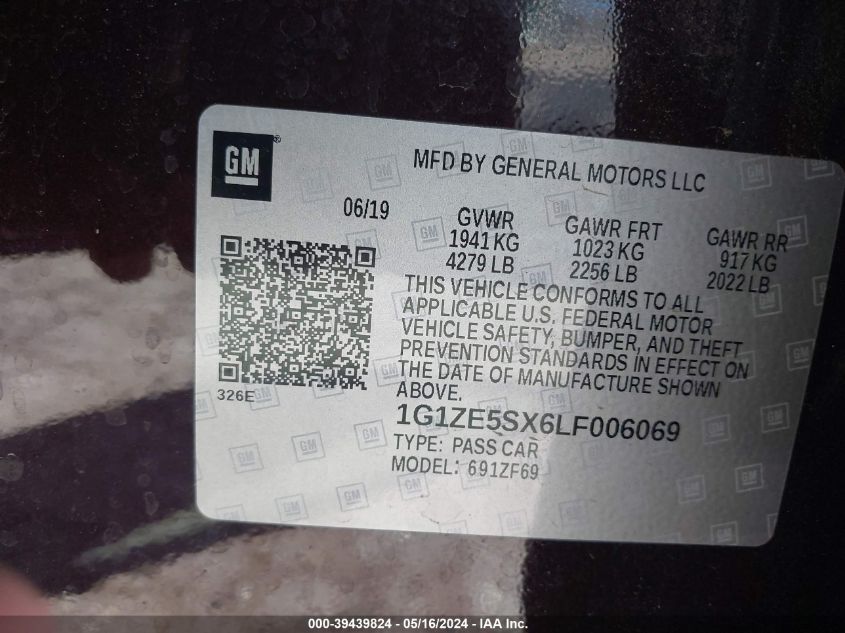 GM
®
MFD BY GENERAL MOTORS LLC
06/19
GVWR
1941 KG
4279 LB
GAWR FRT
1023 KG
2256 LB
GAWR RR
917 KG
2022 LB
THIS VEHICLE CONFORMS TO ALL
APPLICABLE U.S. FEDERAL MOTOR
VEHICLE SAFETY, BUMPER, AND THEFT
PREVENTION STANDARDS IN EFFECT ON
THE DATE OF MANUFACTURE SHOWN
ABOVE.
326E
1G1ZE5SX6LF006069
TYPE: PASS CAR
MODEL: 691ZF69
000-39439824 - 05/16/2024 - IAA Inc.